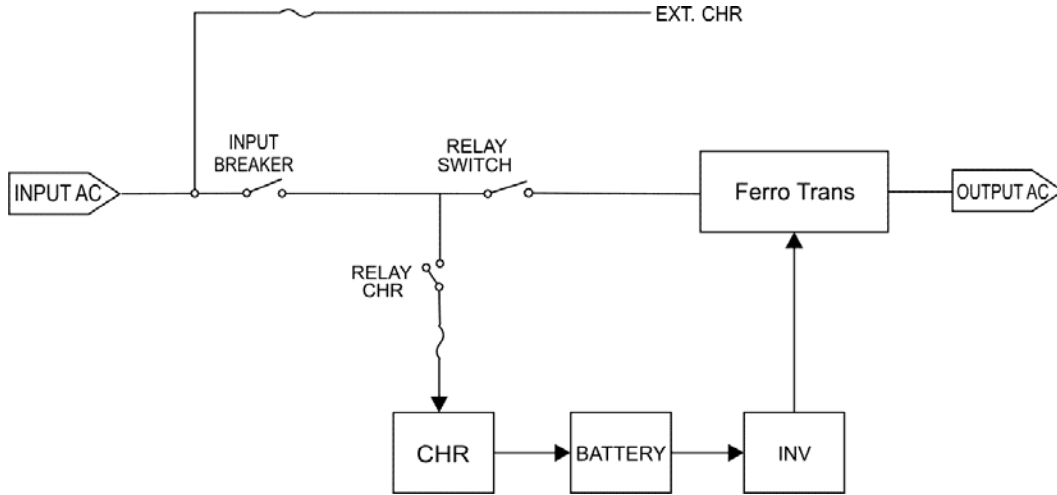 EXT. CHR
INPUT
BREAKER
RELAY
SWITCH
INPUT AC
Ferro Trans
OUTPUT AC
RELAY
CHR
CHR
BATTERY
INV